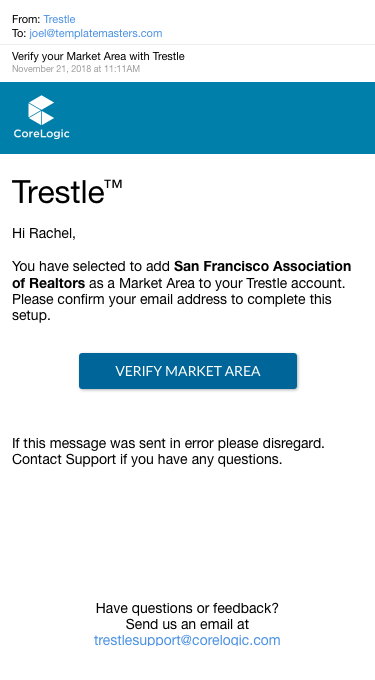 From: Trestle
To: joel@templatemasters.com
Verify your Market Area with Trestle
November 21, 2018 at 11:11AM
CoreLogic
Trestle™
Hi Rachel,
You have selected to add San Francisco Association
of Realtors as a Market Area to your Trestle account.
Please confirm your email address to complete this
setup.
VERIFY MARKET AREA
If this message was sent in error please disregard.
Contact Support if you have any questions.
Have questions or feedback?
Send us an email at
trestlesupport@corelogic.com